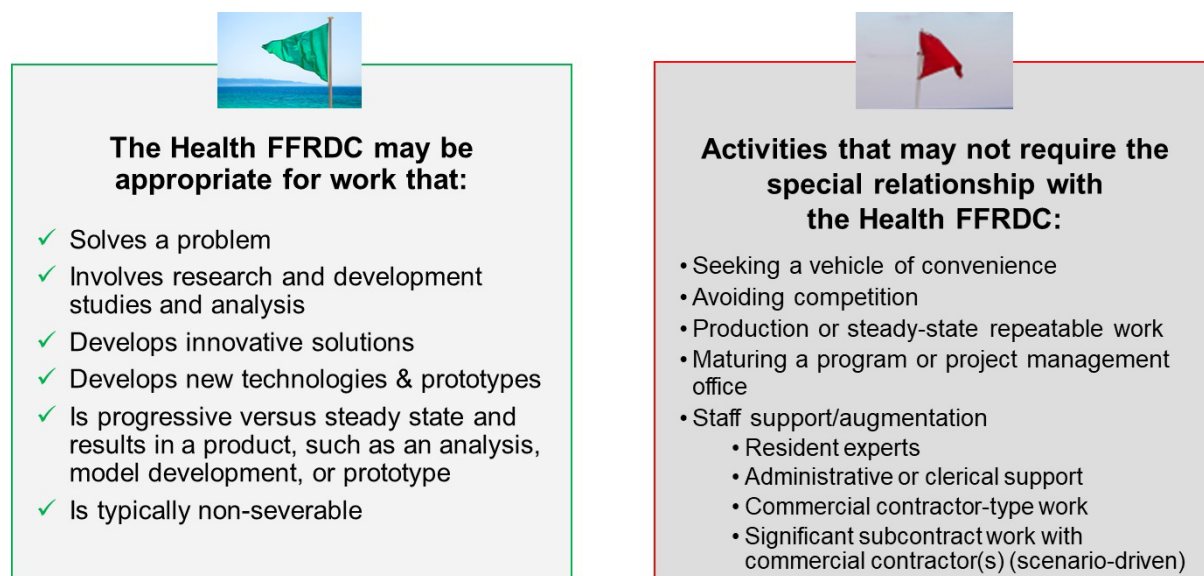 The Health FFRDC may be
appropriate for work that:
✓ Solves a problem
✓ Involves research and development
studies and analysis
✓ Develops innovative solutions
✓ Develops new technologies & prototypes
✓ Is progressive versus steady state and
results in a product, such as an analysis,
model development, or prototype
✓ Is typically non-severable
Activities that may not require the
special relationship with
the Health FFRDC:
• Seeking a vehicle of convenience
• Avoiding competition
• Production or steady-state repeatable work
• Maturing a program or project management
office
• Staff support/augmentation
• Resident experts
• Administrative or clerical support
• Commercial contractor-type work
• Significant subcontract work with
commercial contractor(s) (scenario-driven)